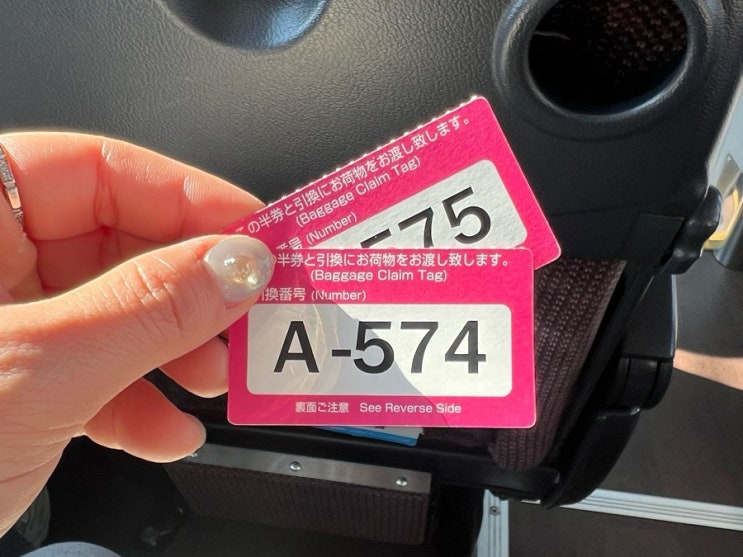 の半券と引換にお荷物をお渡し致します。
(Baggage Claim Tag)
番号 (Number)
575
半券と引換にお荷物をお渡し致します。
(Baggage Claim Tag)
換番号 (Number)
A-574
裏面ご注意 See Reverse Side